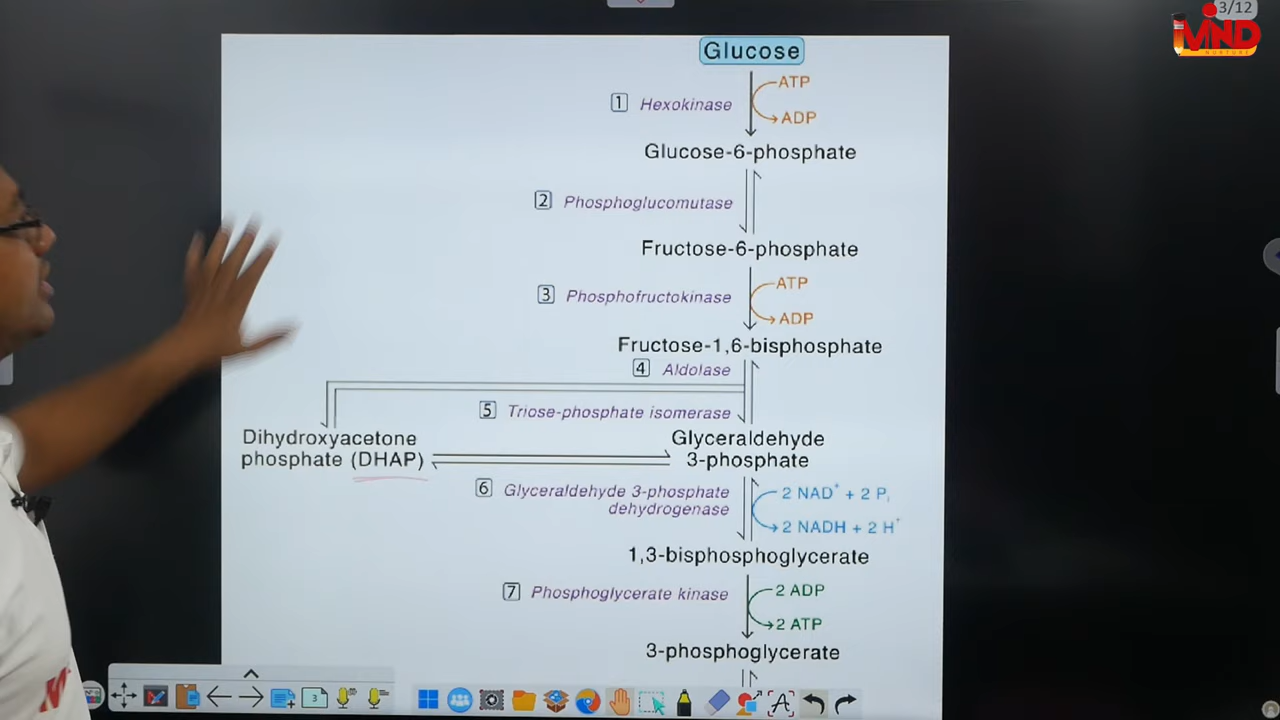 3/12
MIND
NURTURE
Glucose
ATP
1 Hexokinase
ADP
Glucose-6-phosphate
2 Phosphoglucomutase
Fructose-6-phosphate
ATP
3 Phosphofructokinase
ADP
Fructose-1,6-bisphosphate
4 Aldolase
5 Triose-phosphate isomerase
Dihydroxyacetone
phosphate (DHAP)
Glyceraldehyde
3-phosphate
6 Glyceraldehyde 3-phosphate
dehydrogenase
2 NAD⁺ + 2 Pᵢ
2 NADH + 2 H⁺
1,3-bisphosphoglycerate
2 ADP
7 Phosphoglycerate kinase
2 ATP
3-phosphoglycerate
3
A